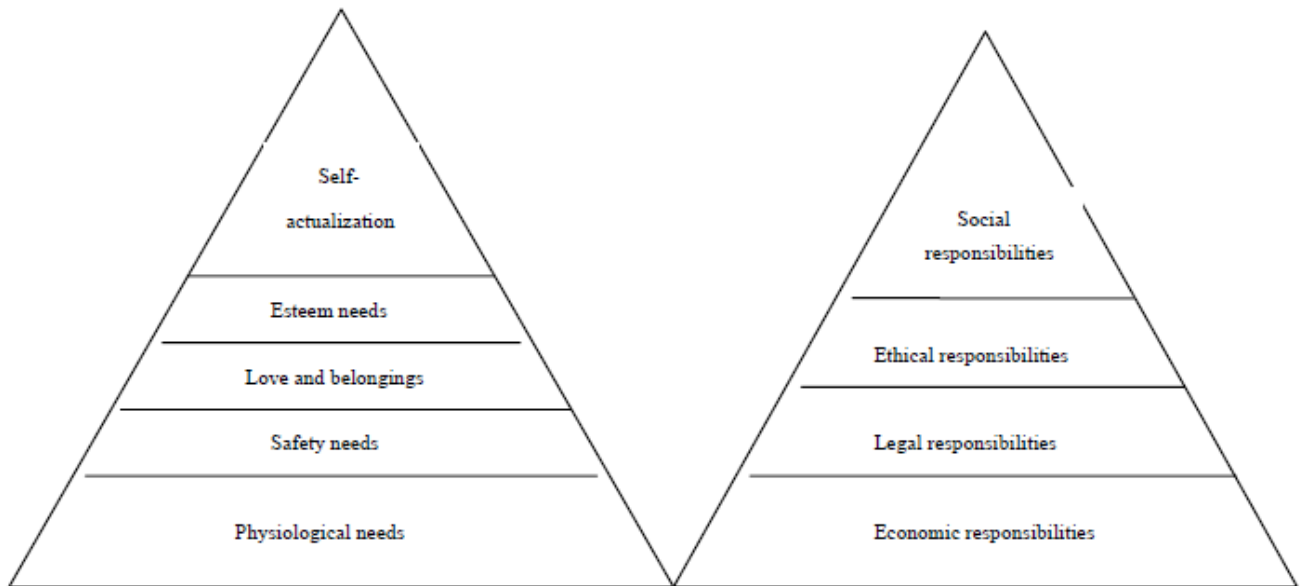 Self-
actualization
Esteem needs
Love and belongings
Safety needs
Physiological needs
Social
responsibilities
Ethical responsibilities
Legal responsibilities
Economic responsibilities